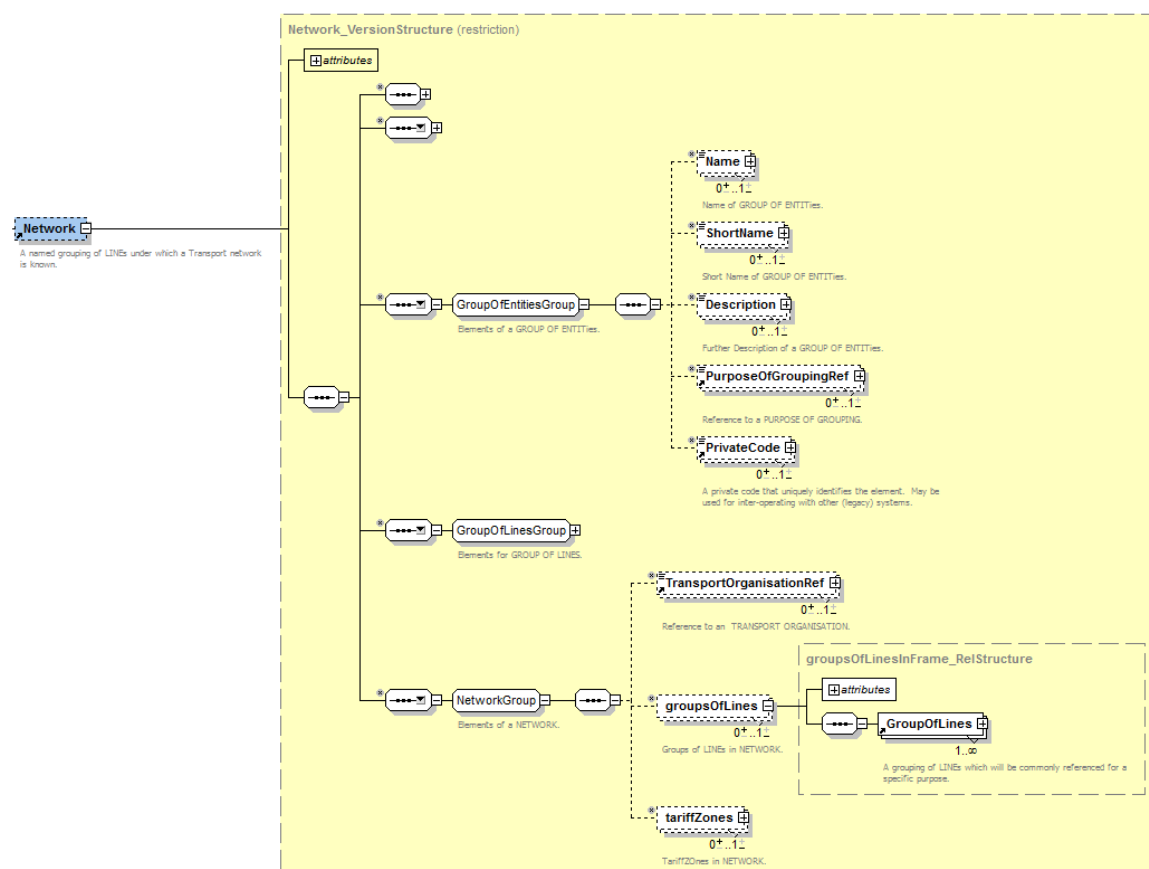 Network_VersionStructure (restriction)
attributes
Name
0±..1±
Name of GROUP OF ENTITies.
Network
A named grouping of LINEs under which a Transport network
is known.
ShortName
0±..1±
Short Name of GROUP OF ENTITies.
GroupOfEntitiesGroup
Elements of a GROUP OF ENTITies.
Description
0±..1±
Further Description of a GROUP OF ENTITies.
PurposeOfGroupingRef
0±..1±
Reference to a PURPOSE OF GROUPING.
PrivateCode
0±..1±
A private code that uniquely identifies the element. May be
used for inter-operating with other (legacy) systems.
GroupOfLinesGroup
Elements for GROUP OF LINES.
TransportOrganisationRef
0±..1±
Reference to an TRANSPORT ORGANISATION.
groupsOfLinesInFrame_RelStructure
attributes
NetworkGroup
Elements of a NETWORK.
groupsOfLines
0±..1±
Groups of LINEs in NETWORK.
GroupOfLines
1..∞
A grouping of LINEs which will be commonly referenced for a
specific purpose.
tariffZones
0±..1±
TariffZOnes in NETWORK.